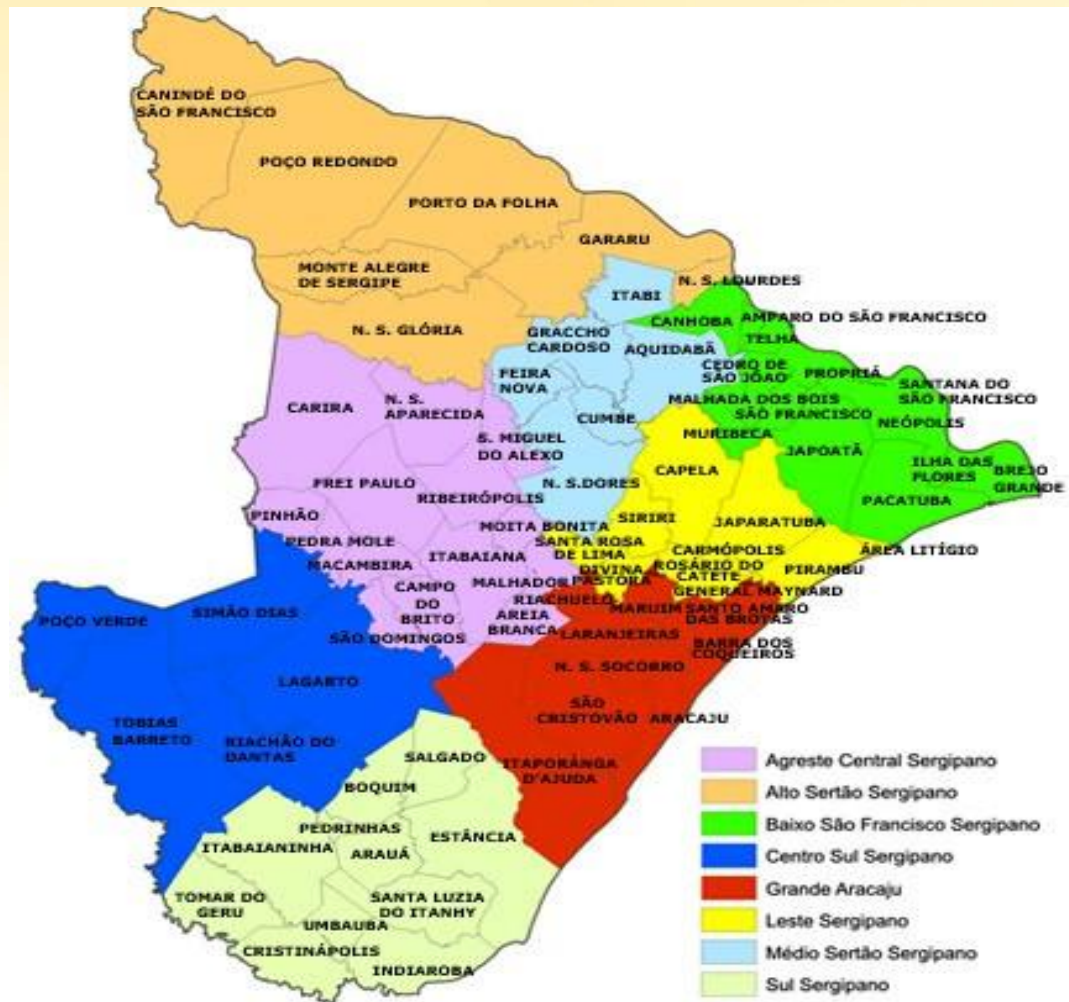 CANINDÉ DO
SÃO FRANCISCO
POÇO REDONDO
PORTO DA FOLHA
GARARU
MONTE ALEGRE
DE SERGIPE
N. S. LOURDES
ITABI
N. S. GLÓRIA
CANHOBA
AMPARO DO SÃO FRANCISCO
GRACCHO
CARDOSO
TELHA
AQUIDABÃ
CEDRO DE
SÃO JÕAO
PROPRIÁ
FEIRA
NOVA
SANTANA DO
SÃO FRANCISCO
MALHADA DOS BOIS
SÃO FRANCISCO
CARIRA
N. S.
APARECIDA
CUMBE
NEÓPOLIS
MURIBECA
S. MIGUEL
DO ALEXO
JAPOATÃ
CAPELA
ILHA DAS
FLORES
BREJO
GRANDE
FREI PAULO
N. S.DORES
RIBEIRÓPOLIS
PACATUBA
PINHÃO
SIRIRI
JAPARATUBA
MOITA BONITA
PEDRA MOLE
SANTA ROSA
DE LIMA
ITABAIANA
CARMÓPOLIS
ÁREA LITÍGIO
MACAMBIRA
DIVINA
PASTORA
ROSÁRIO DO
CATETE
PIRAMBU
MALHADOR
CAMPO
DO
BRITO
GENERAL MAYNARD
RIACHUELO
MARUIM
SANTO AMARO
DAS BROTAS
SIMÃO DIAS
POÇO VERDE
AREIA
BRANCA
SÃO DOMINGOS
LARANJEIRAS
BARRA DOS
COQUEIROS
N. S. SOCORRO
LAGARTO
SÃO
CRISTÓVÃO
ARACAJU
TOBIAS
BARRETO
RIACHÃO DO
DANTAS
SALGADO
ITAPORÂNGA
D'AJUDA
BOQUIM
PEDRINHAS
ESTÂNCIA
ITABAIANINHA
ARAUÁ
TOMAR DO
GERU
SANTA LUZIA
DO ITANHY
UMBAUBÁ
CRISTINÁPOLIS
INDIAROBA
Agreste Central Sergipano
Alto Sertão Sergipano
Baixo São Francisco Sergipano
Centro Sul Sergipano
Grande Aracaju
Leste Sergipano
Médio Sertão Sergipano
Sul Sergipano